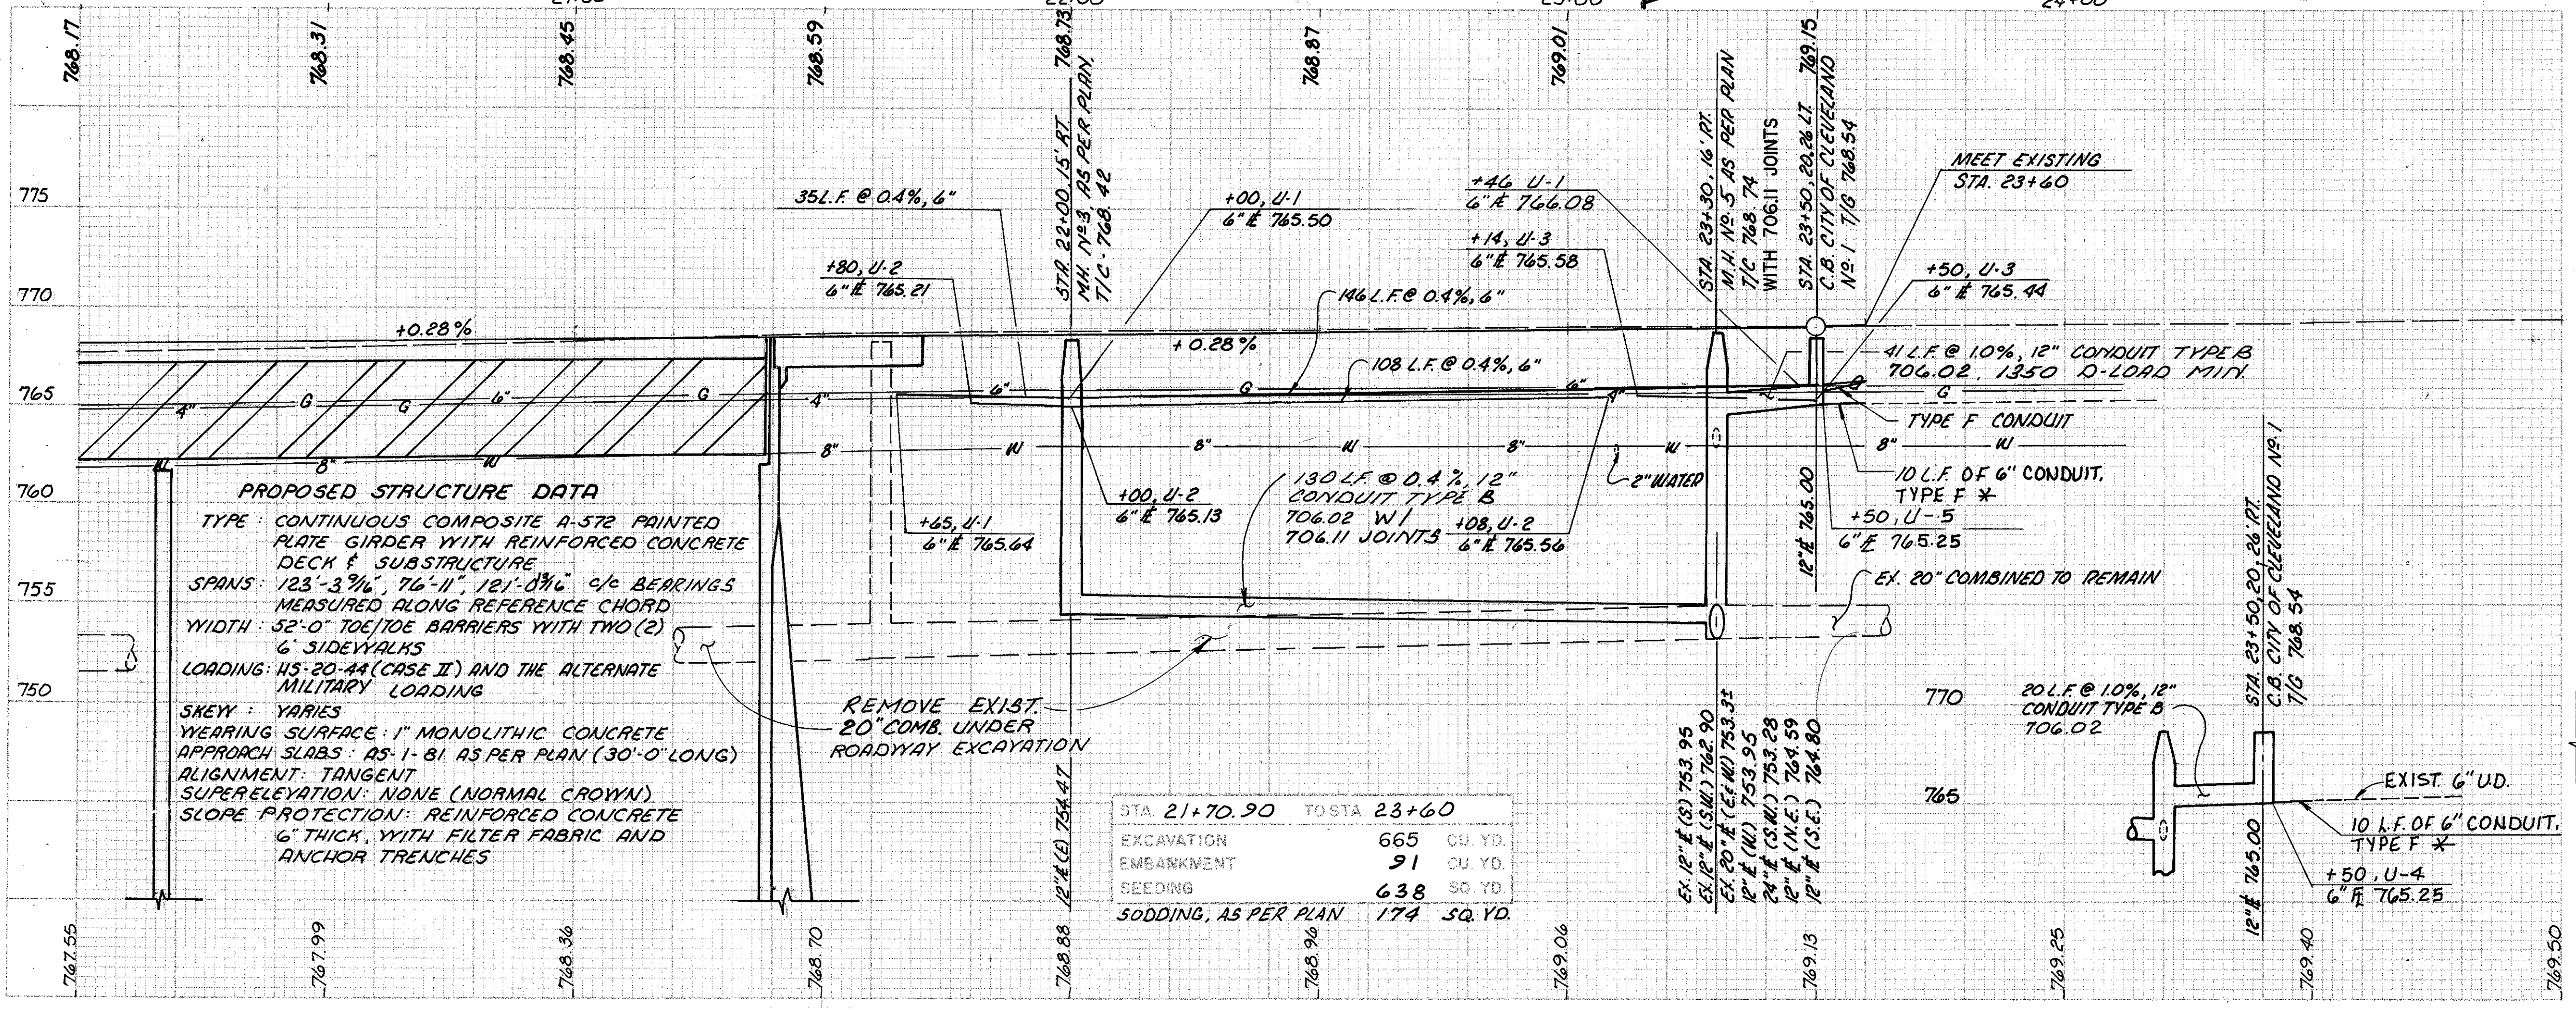 22+00
24+00
768.17
768.31
768.45
768.59
768.73
768.87
769.01
769.15
775
770
765
760
755
750
+0.28%
+0.28%
35 L.F. @ 0.4%, 6"
+80, U-2
6" ⅊ 765.21
STA. 22+00, 15' RT.
M.H. Nº 3, AS PER PLAN,
T/C - 768.42
+00, U-1
6" ⅊ 765.50
146 L.F. @ 0.4%, 6"
108 L.F. @ 0.4%, 6"
+46 U-1
6" ⅊ 766.08
+14, U-3
6" ⅊ 765.58
STA. 23+30, 16' RT.
M.H. Nº 5 AS PER PLAN
T/C 768.74
WITH 706.11 JOINTS
STA. 23+50, 20,26 LT.
C.B. CITY OF CLEVELAND
Nº 1 T/G 768.54
MEET EXISTING
STA. 23+60
+50, U-3
6" ⅊ 765.44
41 L.F. @ 1.0%, 12" CONDUIT TYPE B
706.02, 1350 D-LOAD MIN.
4" G G 6" G 4" 6" G 6" 4" G G
TYPE F CONDUIT
W 8" W 8" W 8" W 8" W 8" W
2" WATER
10 L.F. OF 6" CONDUIT,
TYPE F *
+50, U-5
6" ⅊ 765.25
12" ⅊ 765.00
EX. 20" COMBINED TO REMAIN
+65, U-1
6" ⅊ 765.64
+00, U-2
6" ⅊ 765.13
130 L.F. @ 0.4%, 12"
CONDUIT TYPE B
706.02 W/
706.11 JOINTS
+08, U-2
6" ⅊ 765.56
PROPOSED STRUCTURE DATA
TYPE : CONTINUOUS COMPOSITE A-572 PAINTED
PLATE GIRDER WITH REINFORCED CONCRETE
DECK & SUBSTRUCTURE
SPANS : 123'-3 9/16", 76'-11", 121'-0 9/16" c/c BEARINGS
MEASURED ALONG REFERENCE CHORD
WIDTH : 52'-0" TOE/TOE BARRIERS WITH TWO (2)
6' SIDEWALKS
LOADING : HS-20-44 (CASE II) AND THE ALTERNATE
MILITARY LOADING
SKEW : VARIES
WEARING SURFACE : 1" MONOLITHIC CONCRETE
APPROACH SLABS : AS-1-81 AS PER PLAN (30'-0" LONG)
ALIGNMENT : TANGENT
SUPERELEVATION : NONE (NORMAL CROWN)
SLOPE PROTECTION : REINFORCED CONCRETE
6" THICK, WITH FILTER FABRIC AND
ANCHOR TRENCHES
REMOVE EXIST.
20" COMB. UNDER
ROADWAY EXCAVATION
12" ⅊ (E) 754.47
STA. 21+70.90 TO STA. 23+60
EXCAVATION 665 CU. YD.
EMBANKMENT 91 CU. YD.
SEEDING 638 SQ. YD.
SODDING, AS PER PLAN 174 SQ. YD.
EX. 12" ⅊ (S) 753.95
EX. 12" ⅊ (S.W.) 762.90
EX. 20" ⅊ (E.&W.) 753.3±
12" ⅊ (W.) 753.95
24" ⅊ (S.W.) 753.28
12" ⅊ (N.E.) 764.59
12" ⅊ (S.E.) 764.80
770
765
20 L.F. @ 1.0%, 12"
CONDUIT TYPE B
706.02
STA. 23+50, 20,26' RT.
C.B. CITY OF CLEVELAND Nº 1
T/G 768.54
EXIST. 6" U.D.
10 L.F. OF 6" CONDUIT,
TYPE F *
+50, U-4
6" ⅊ 765.25
12" ⅊ 765.00
767.55
767.99
768.36
768.70
768.88
768.96
769.06
769.13
769.25
769.40
769.50